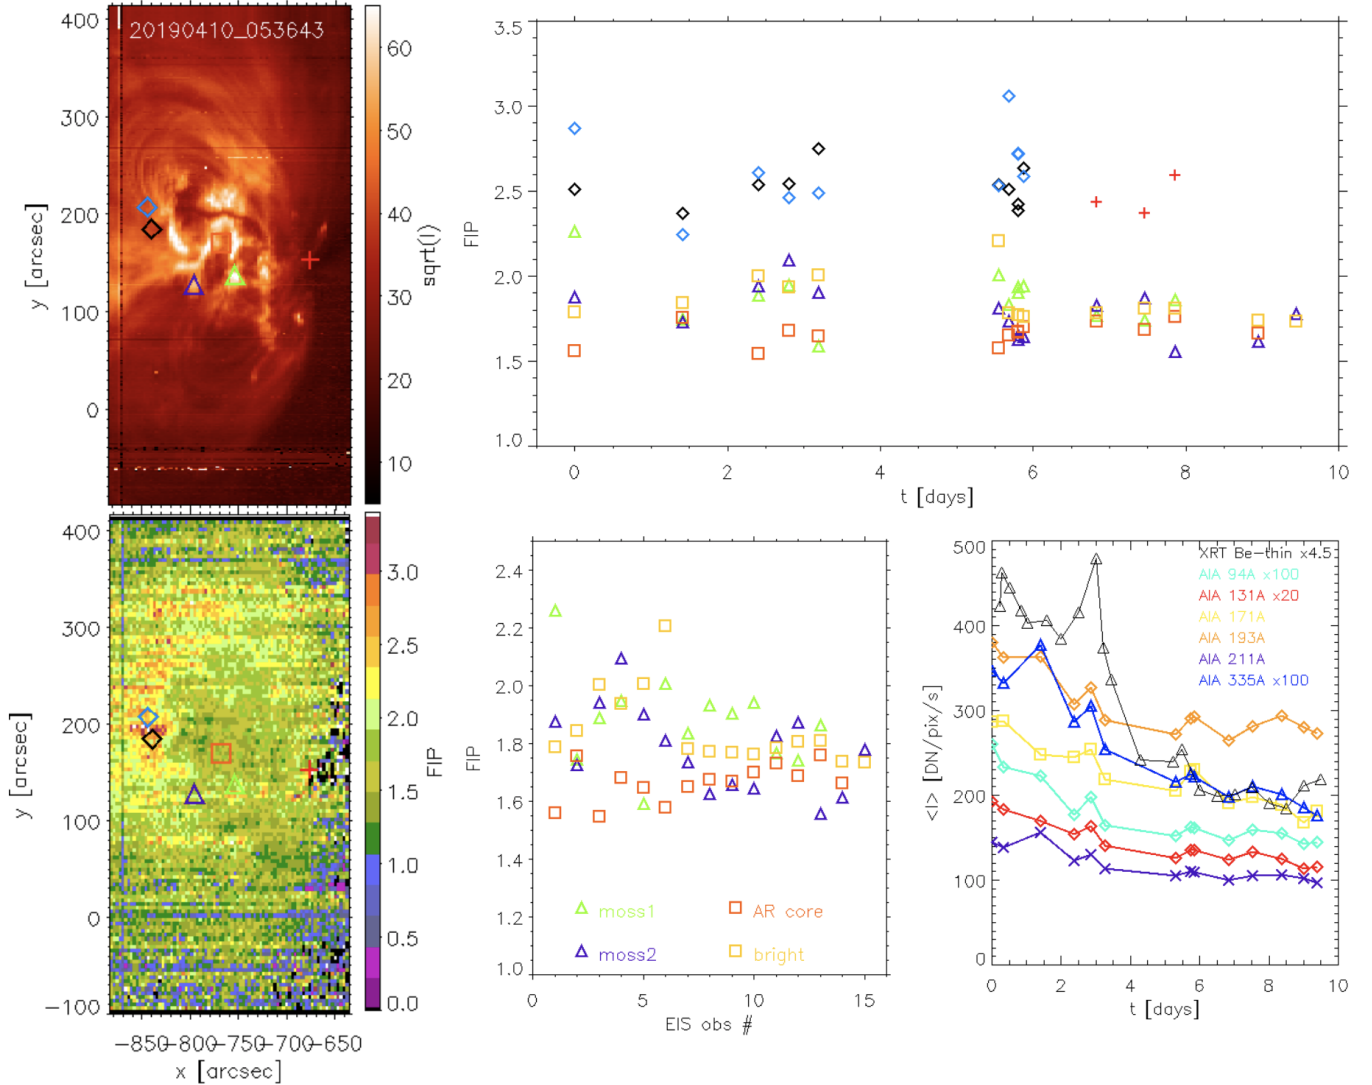 20190410_053643
400
300
200
100
0
y [arcsec]
60
50
40
30
20
10
sqrt(I)
3.5
3.0
2.5
2.0
1.5
1.0
FIP
0 2 4 6 8 10
t [days]
400
300
200
100
0
-100
y [arcsec]
-850 -800 -750 -700 -650
x [arcsec]
3.0
2.5
2.0
1.5
1.0
0.5
0.0
FIP
2.4
2.2
2.0
1.8
1.6
1.4
1.2
1.0
FIP
moss1
AR core
moss2
bright
0 5 10 15
EIS obs #
500
400
300
200
100
0
<I> [DN/pix/s]
XRT Be-thin x4.5
AIA 94A x100
AIA 131A x20
AIA 171A
AIA 193A
AIA 211A
AIA 335A x100
0 2 4 6 8 10
t [days]